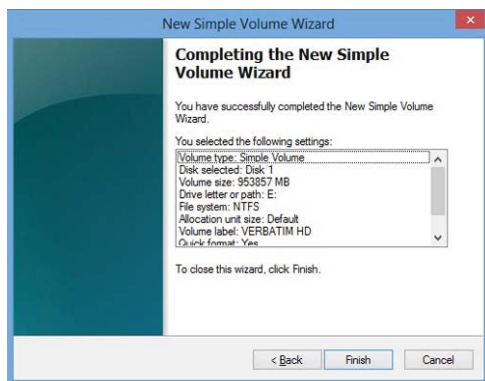 New Simple Volume Wizard
Completing the New Simple
Volume Wizard
You have successfully completed the New Simple Volume
Wizard.
You selected the following settings:
Volume type: Simple Volume
Disk selected: Disk 1
Volume size: 953857 MB
Drive letter or path: E:
File system: NTFS
Allocation unit size: Default
Volume label: VERBATIM HD
Quick format: Yes
To close this wizard, click Finish.
< Back
Finish
Cancel